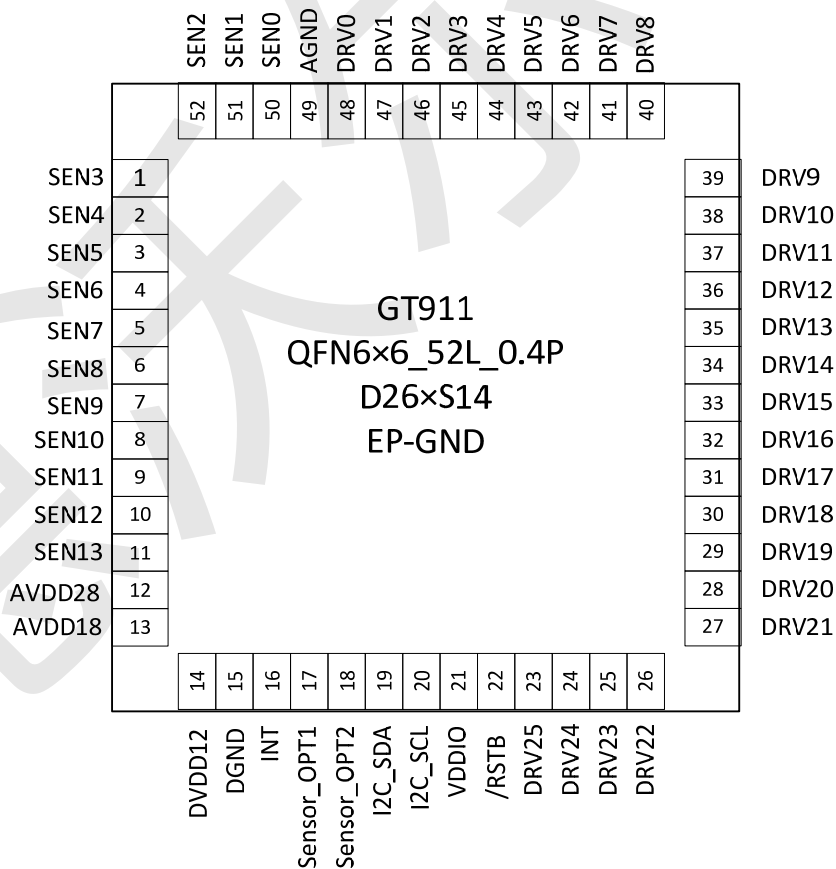 SEN2 SEN1 SEN0 AGND DRV0 DRV1 DRV2 DRV3 DRV4 DRV5 DRV6 DRV7 DRV8
52 51 50 49 48 47 46 45 44 43 42 41 40
SEN3 1 39 DRV9
SEN4 2 38 DRV10
SEN5 3 37 DRV11
SEN6 4 36 DRV12
SEN7 5 35 DRV13
SEN8 6 34 DRV14
SEN9 7 33 DRV15
SEN10 8 32 DRV16
SEN11 9 31 DRV17
SEN12 10 30 DRV18
SEN13 11 29 DRV19
AVDD28 12 28 DRV20
AVDD18 13 27 DRV21
GT911
QFN6×6_52L_0.4P
D26×S14
EP-GND
14 15 16 17 18 19 20 21 22 23 24 25 26
DVDD12 DGND INT Sensor_OPT1 Sensor_OPT2 I2C_SDA I2C_SCL VDDIO /RSTB DRV25 DRV24 DRV23 DRV22